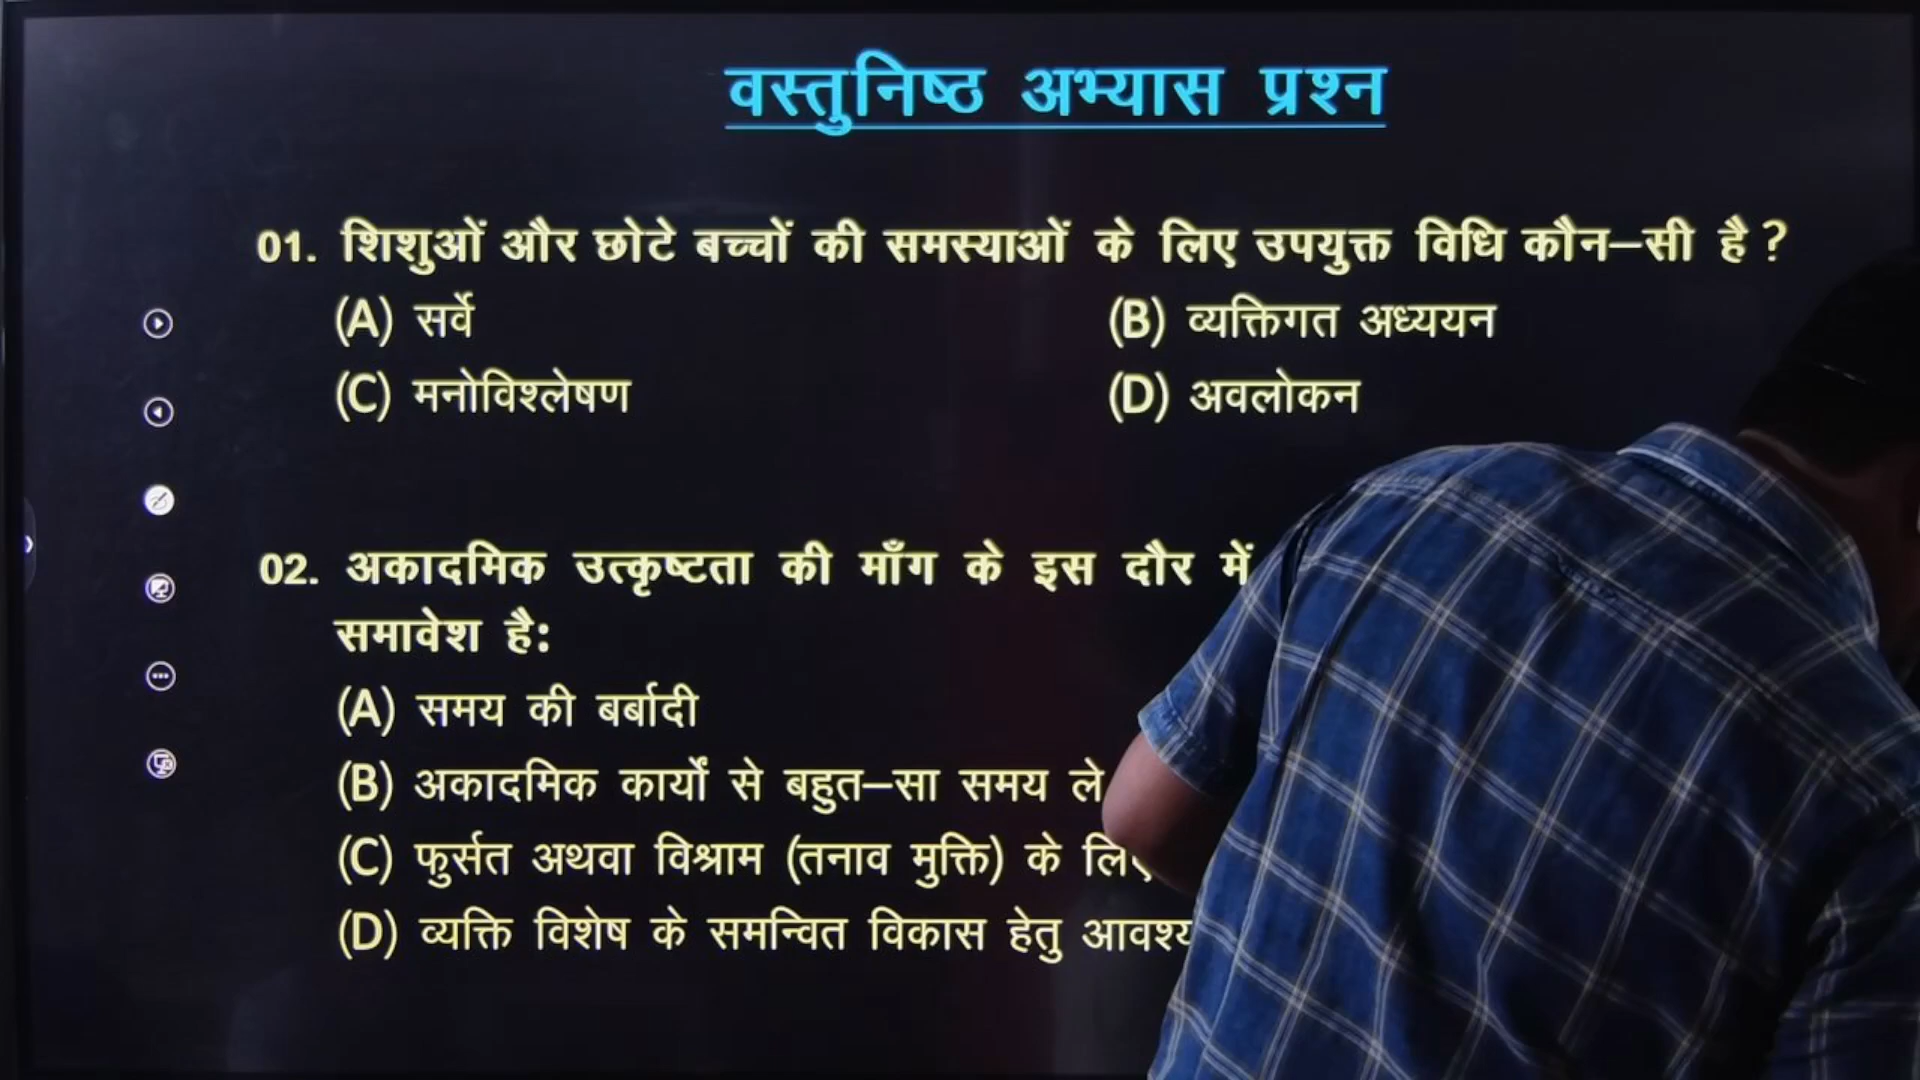 वस्तुनिष्ठ अभ्यास प्रश्न
01. शिशुओं और छोटे बच्चों की समस्याओं के लिए उपयुक्त विधि कौन–सी है ?
(A) सर्वे (B) व्यक्तिगत अध्ययन
(C) मनोविश्लेषण (D) अवलोकन
02. अकादमिक उत्कृष्टता की माँग के इस दौर में
समावेश है:
(A) समय की बर्बादी
(B) अकादमिक कार्यों से बहुत–सा समय ले
(C) फुर्सत अथवा विश्राम (तनाव मुक्ति) के
(D) व्यक्ति विशेष के समन्वित विकास हेतु